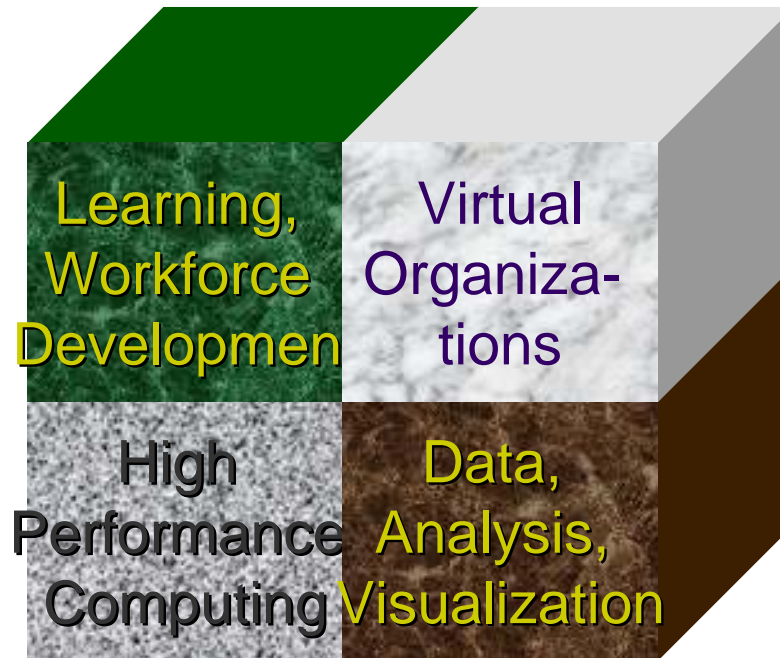 Learning,
Workforce
Developmen
Virtual
Organiza-
tions
High
Performance
Computing
Data,
Analysis,
Visualization